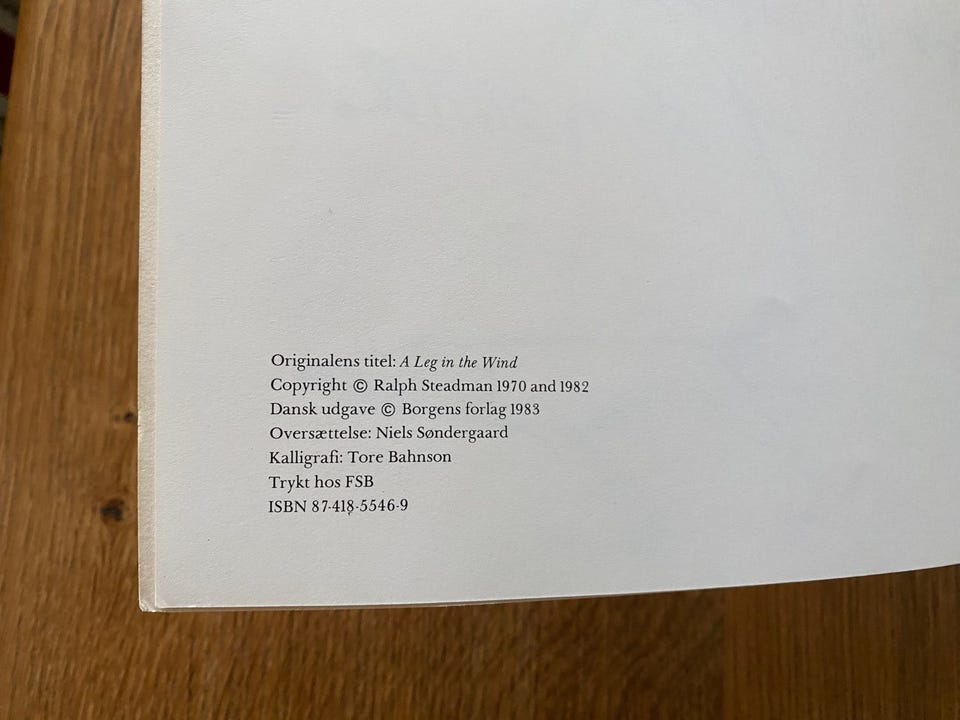 Originalens titel: A Leg in the Wind
Copyright © Ralph Steadman 1970 and 1982
Dansk udgave © Borgens forlag 1983
Oversættelse: Niels Søndergaard
Kalligrafi: Tore Bahnson
Trykt hos FSB
ISBN 87-418-5546-9